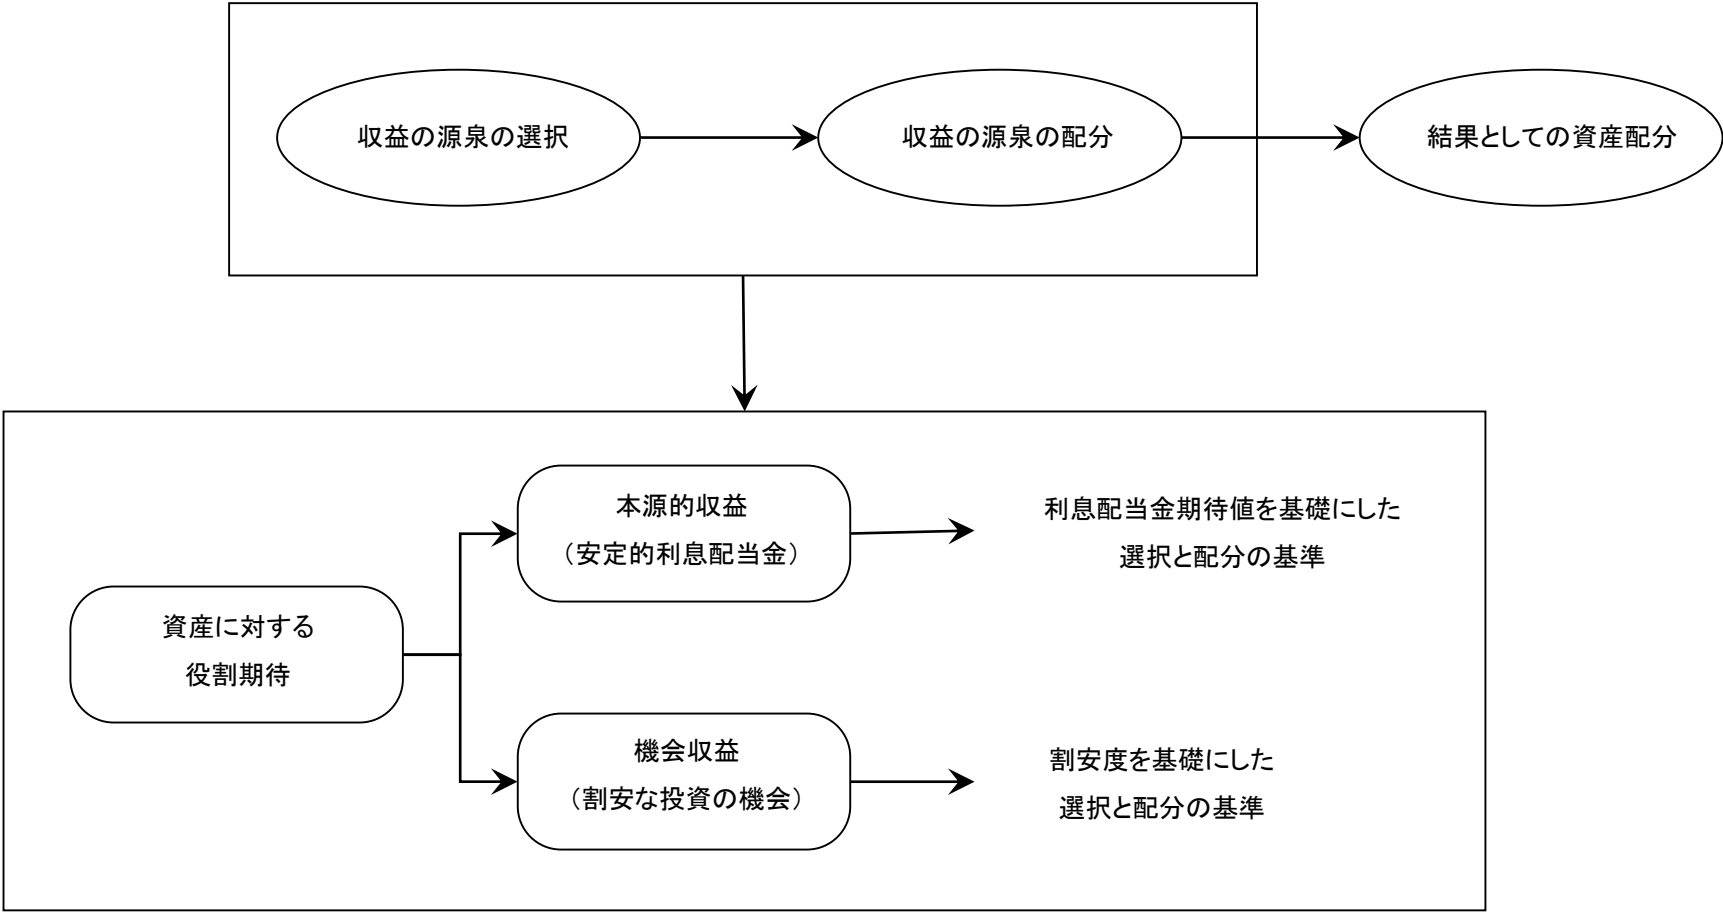 収益の源泉の選択
収益の源泉の配分
結果としての資産配分
本源的収益
（安定的利息配当金）
利息配当金期待値を基礎にした
選択と配分の基準
資産に対する
役割期待
機会収益
（割安な投資の機会）
割安度を基礎にした
選択と配分の基準